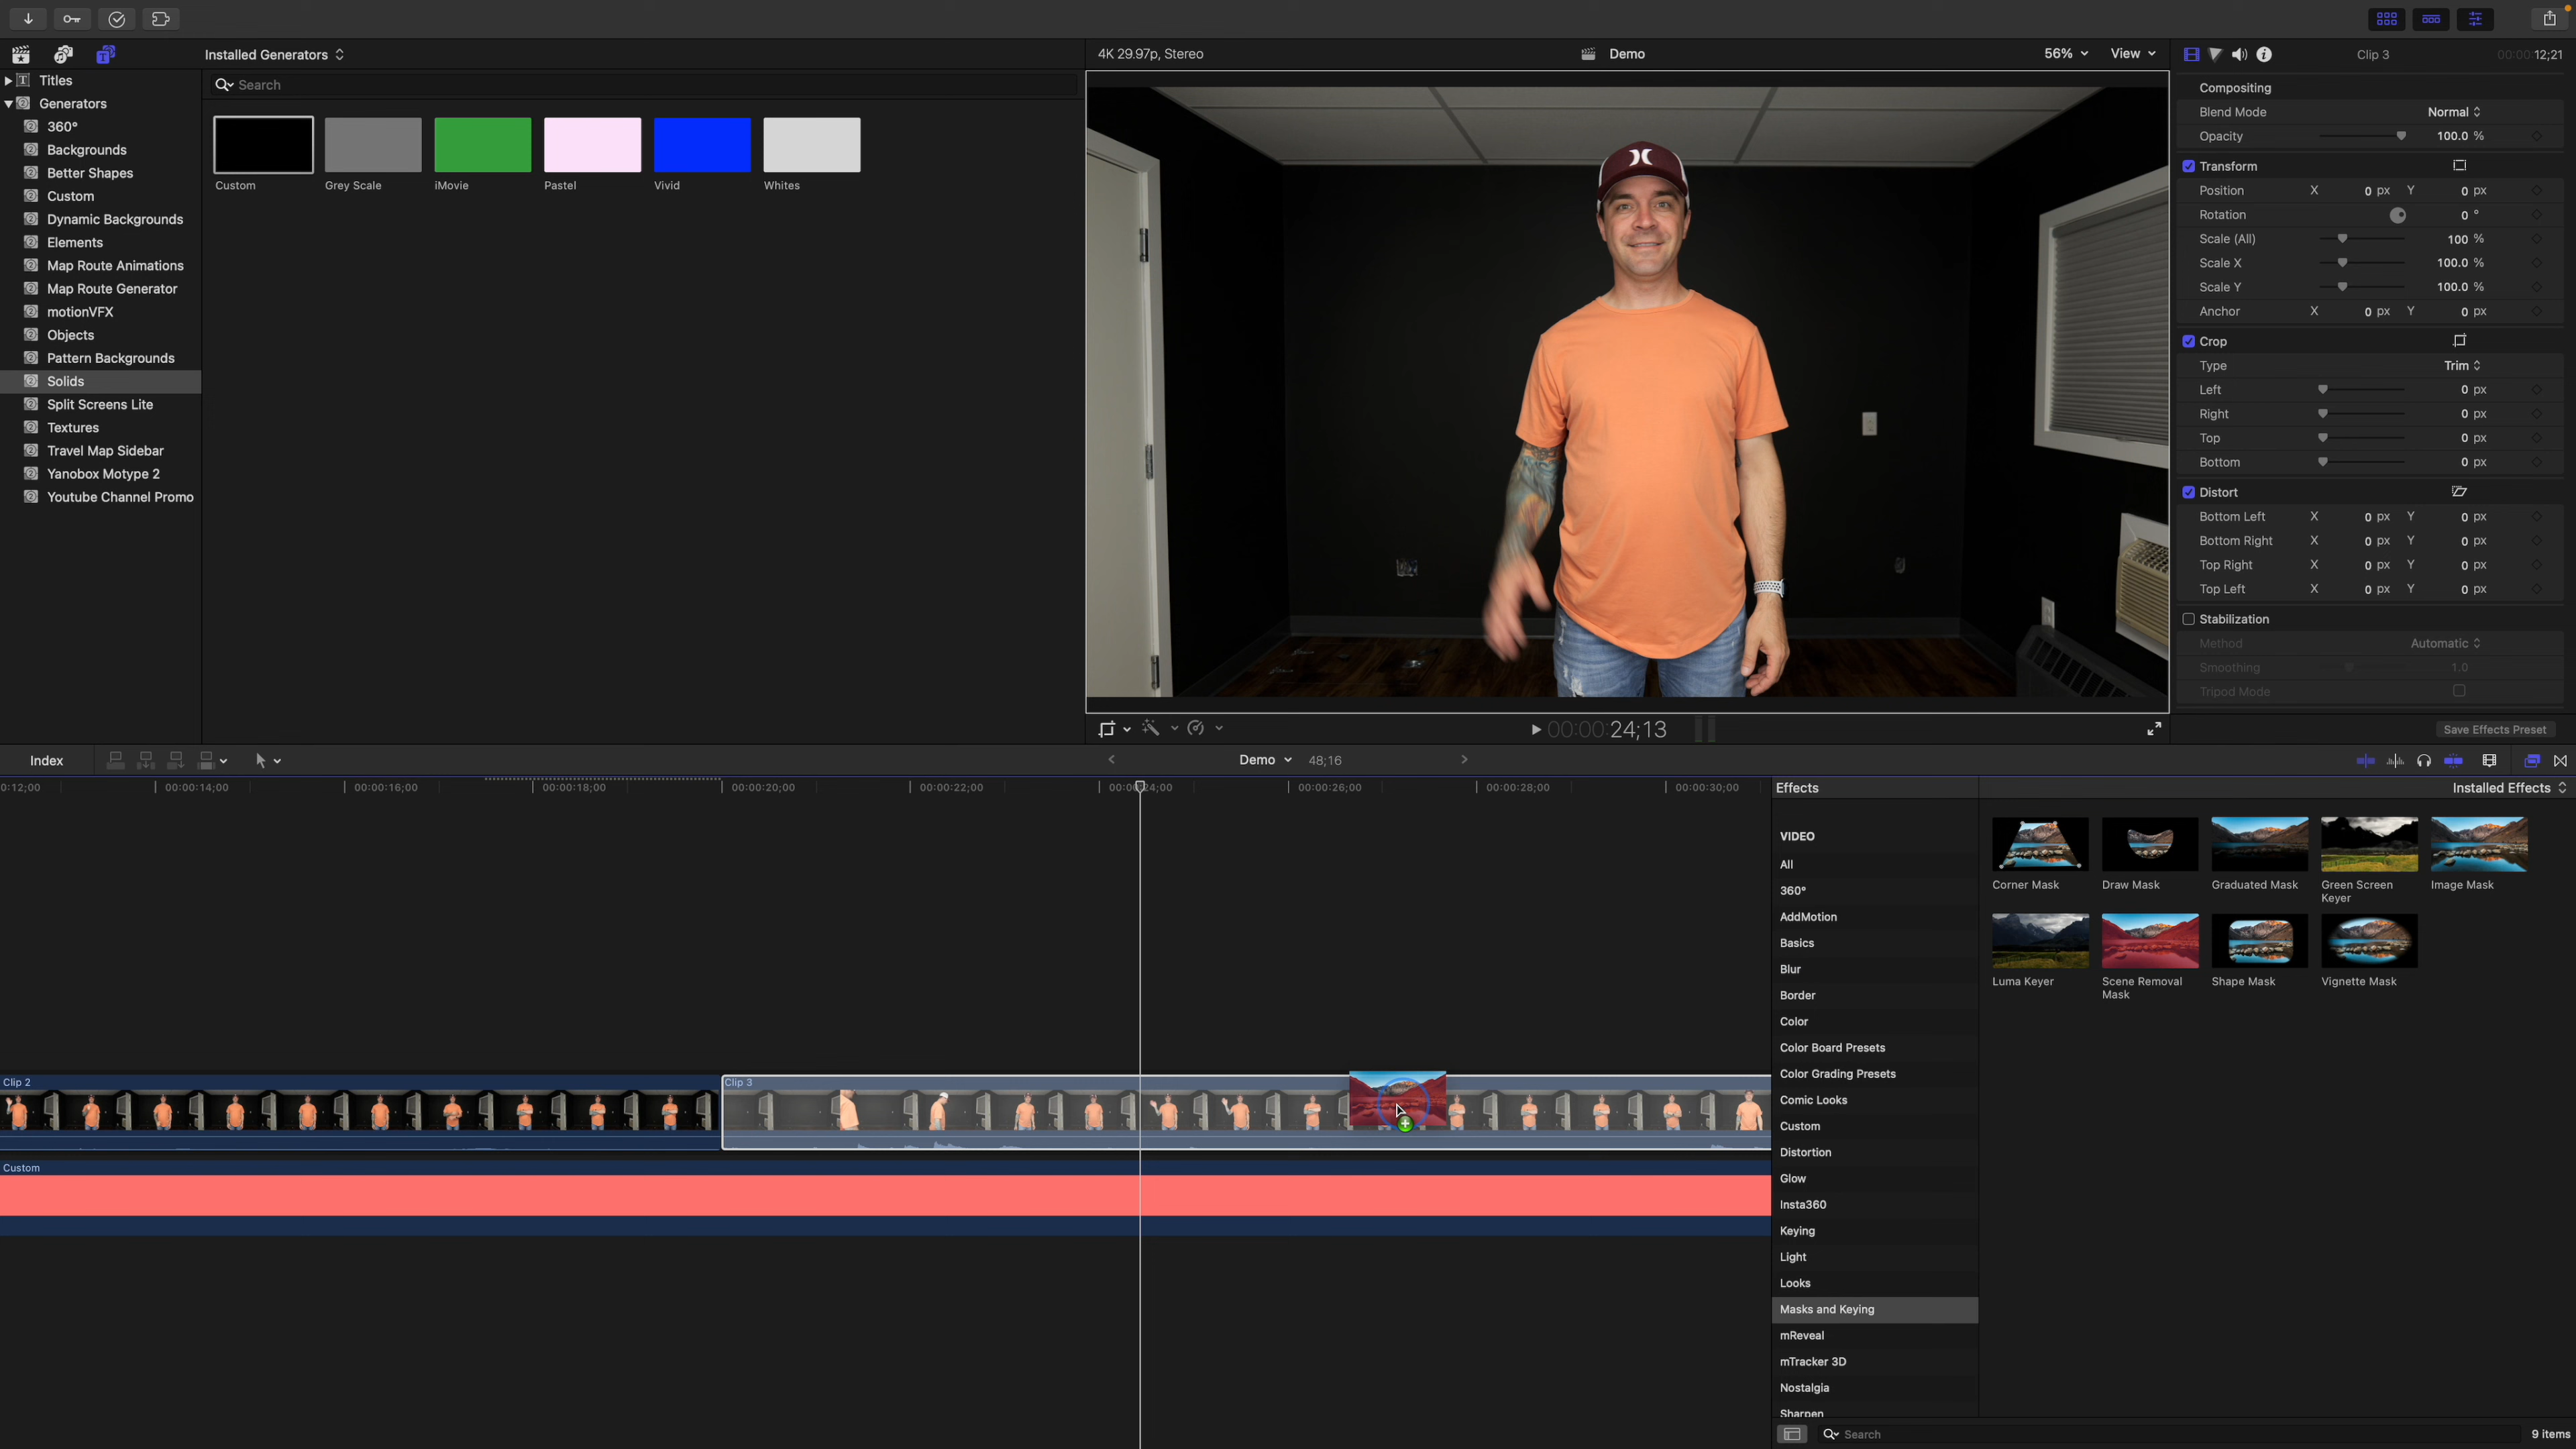 Installed Generators
4K 29.97p, Stereo
Demo
56%
View
Clip 3
00:00:12;21
Titles
Generators
360°
Backgrounds
Better Shapes
Custom
Dynamic Backgrounds
Elements
Map Route Animations
Map Route Generator
motionVFX
Objects
Pattern Backgrounds
Solids
Split Screens Lite
Textures
Travel Map Sidebar
Yanobox Motype 2
Youtube Channel Promo
Search
Custom
Grey Scale
iMovie
Pastel
Vivid
Whites
Compositing
Blend Mode Normal
Opacity 100.0 %
Transform
Position X 0 px Y 0 px
Rotation 0 °
Scale (All) 100 %
Scale X 100.0 %
Scale Y 100.0 %
Anchor X 0 px Y 0 px
Crop
Type Trim
Left 0 px
Right 0 px
Top 0 px
Bottom 0 px
Distort
Bottom Left X 0 px Y 0 px
Bottom Right X 0 px Y 0 px
Top Right X 0 px Y 0 px
Top Left X 0 px Y 0 px
Stabilization
Method Automatic
Smoothing 1.0
Tripod Mode
00:00:24;13
Save Effects Preset
Index
Demo 48;16
0:12;00 00:00:14;00 00:00:16;00 00:00:18;00 00:00:20;00 00:00:22;00 00:00:24;00 00:00:26;00 00:00:28;00 00:00:30;00
Clip 2
Clip 3
Custom
Effects
Installed Effects
VIDEO
All
360°
AddMotion
Basics
Blur
Border
Color
Color Board Presets
Color Grading Presets
Comic Looks
Custom
Distortion
Glow
Insta360
Keying
Light
Looks
Masks and Keying
mReveal
mTracker 3D
Nostalgia
Sharpen
Corner Mask
Draw Mask
Graduated Mask
Green Screen
Keyer
Image Mask
Luma Keyer
Scene Removal
Mask
Shape Mask
Vignette Mask
Search
9 items